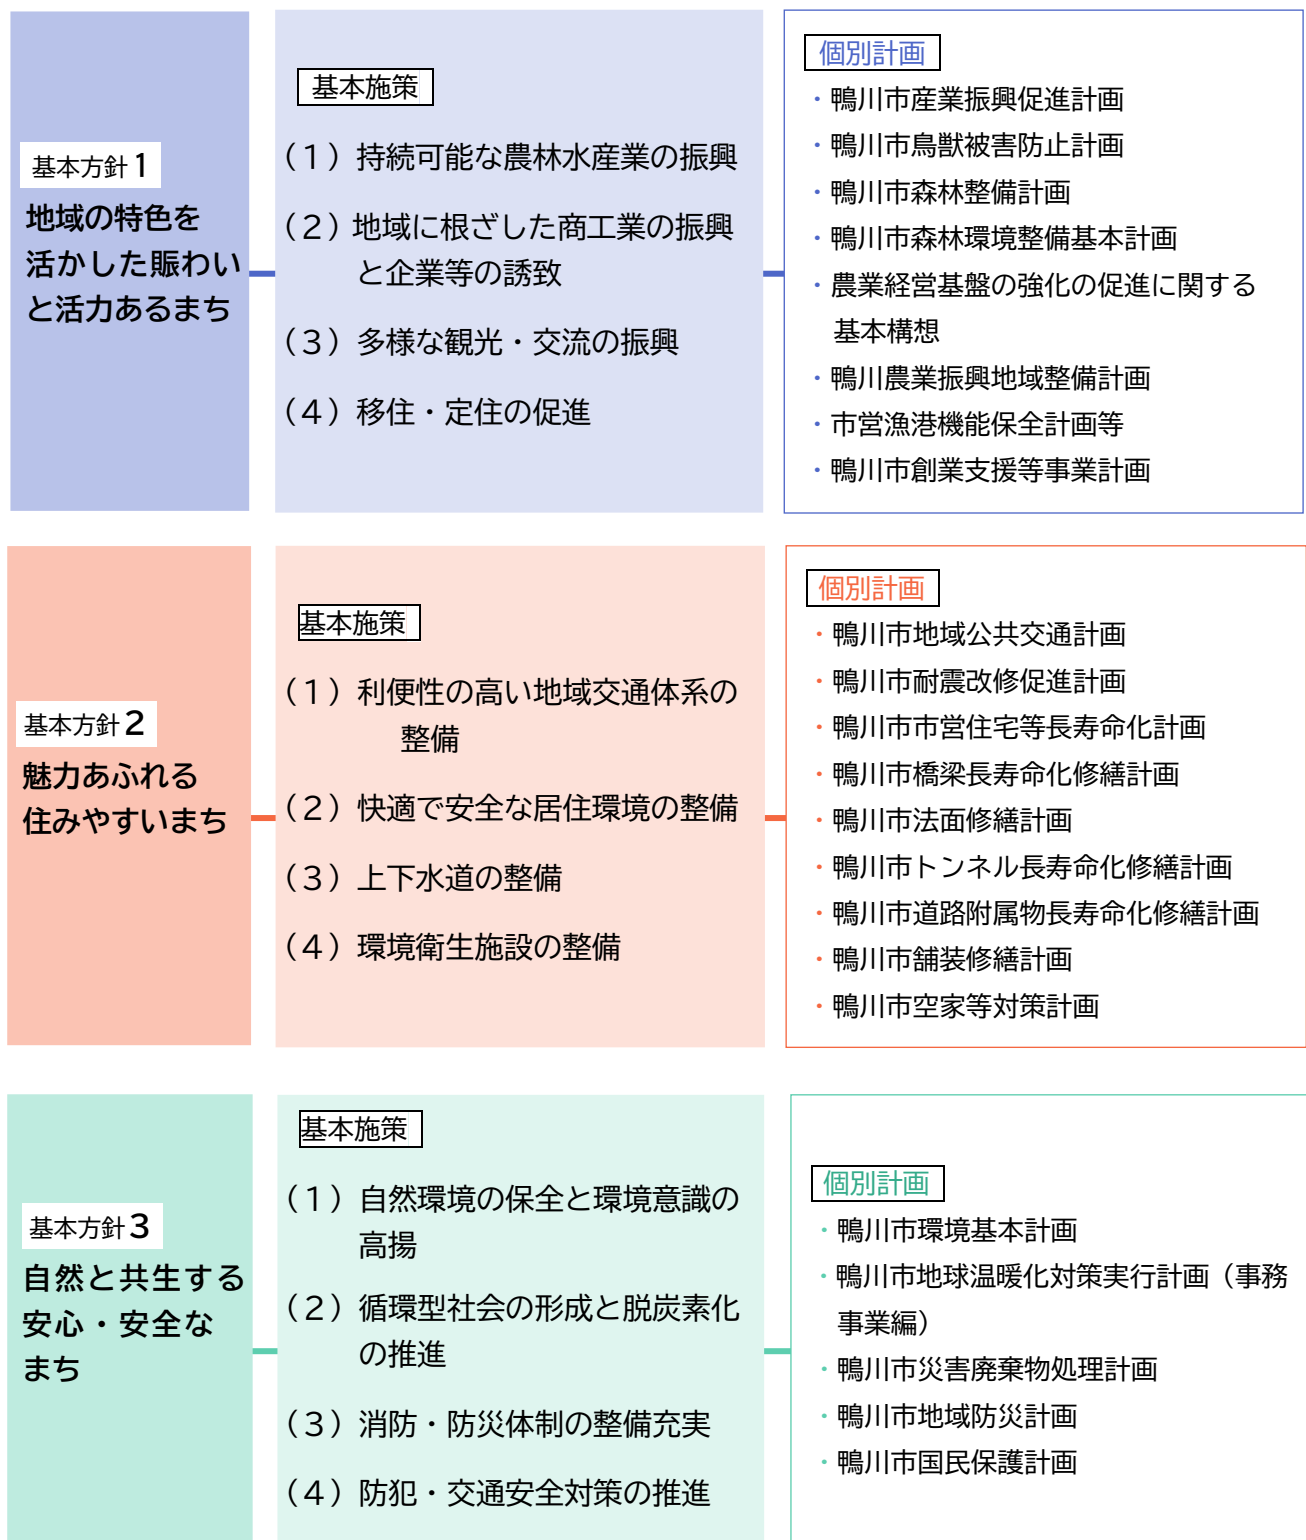 基本方針1
地域の特色を
活かした賑わい
と活力あるまち
基本施策
（1）持続可能な農林水産業の振興
（2）地域に根ざした商工業の振興
と企業等の誘致
（3）多様な観光・交流の振興
（4）移住・定住の促進
個別計画
・鴨川市産業振興促進計画
・鴨川市鳥獣被害防止計画
・鴨川市森林整備計画
・鴨川市森林環境整備基本計画
・農業経営基盤の強化の促進に関する
基本構想
・鴨川農業振興地域整備計画
・市営漁港機能保全計画等
・鴨川市創業支援等事業計画
基本方針2
魅力あふれる
住みやすいまち
基本施策
（1）利便性の高い地域交通体系の
整備
（2）快適で安全な居住環境の整備
（3）上下水道の整備
（4）環境衛生施設の整備
個別計画
・鴨川市地域公共交通計画
・鴨川市耐震改修促進計画
・鴨川市市営住宅等長寿命化計画
・鴨川市橋梁長寿命化修繕計画
・鴨川市法面修繕計画
・鴨川市トンネル長寿命化修繕計画
・鴨川市道路附属物長寿命化修繕計画
・鴨川市舗装修繕計画
・鴨川市空家等対策計画
基本方針3
自然と共生する
安心・安全な
まち
基本施策
（1）自然環境の保全と環境意識の
高揚
（2）循環型社会の形成と脱炭素化
の推進
（3）消防・防災体制の整備充実
（4）防犯・交通安全対策の推進
個別計画
・鴨川市環境基本計画
・鴨川市地球温暖化対策実行計画（事務
事業編）
・鴨川市災害廃棄物処理計画
・鴨川市地域防災計画
・鴨川市国民保護計画